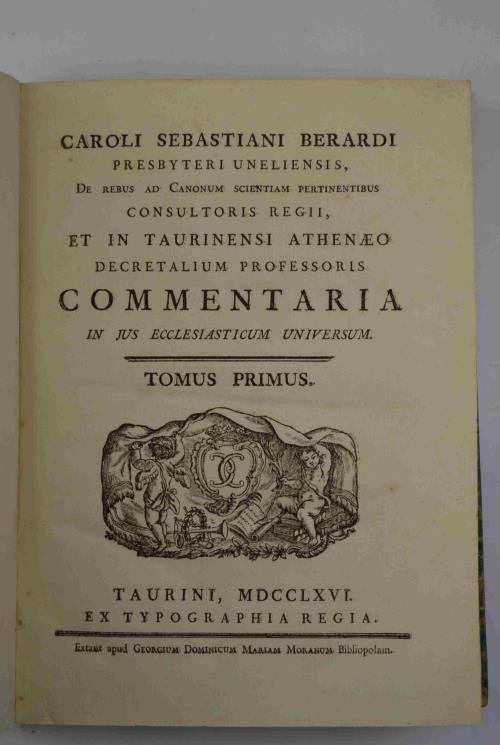 CAROLI SEBASTIANI BERARDI
PRESBYTERI UNELIENSIS,
DE REBUS AD CANONUM SCIENTIAM PERTINENTIBUS
CONSULTORIS REGII,
ET IN TAURINENSI ATHENÆO
DECRETALIUM PROFESSORIS
COMMENTARIA
IN JUS ECCLESIASTICUM UNIVERSUM.
TOMUS PRIMUS.
TAURINI, MDCCLXVI.
EX TYPOGRAPHIA REGIA.
Extant apud GEORGIUM DOMINICUM MARIAM MORANUM Bibliopolam.